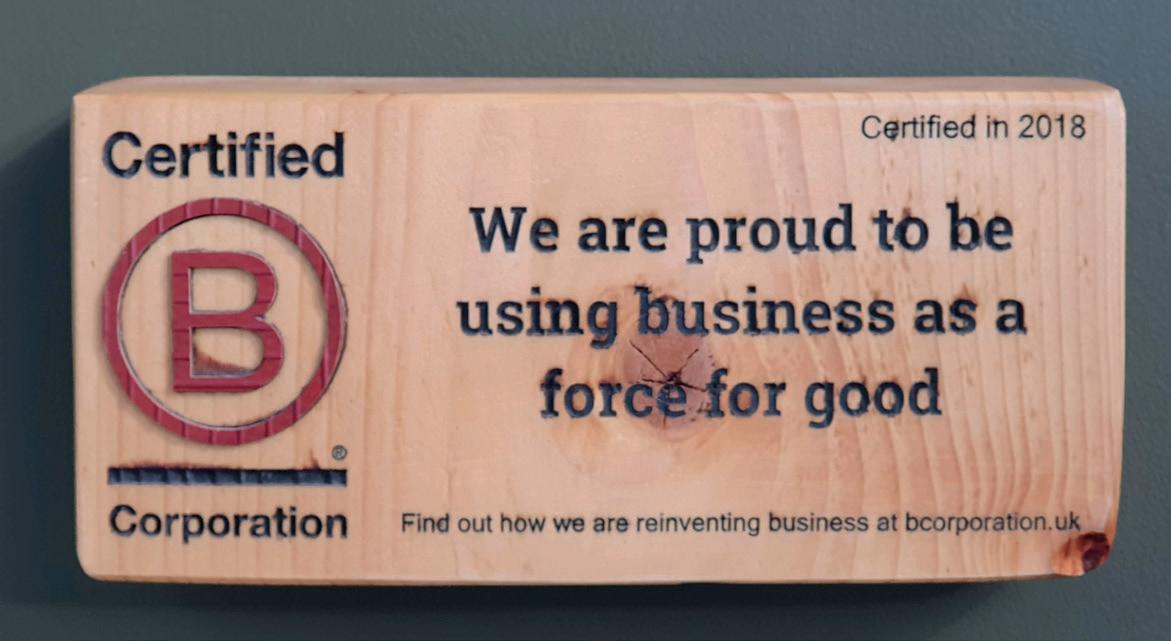 Certified
B
®
Corporation
Certified in 2018
We are proud to be
using business as a
force for good
Find out how we are reinventing business at bcorporation.uk